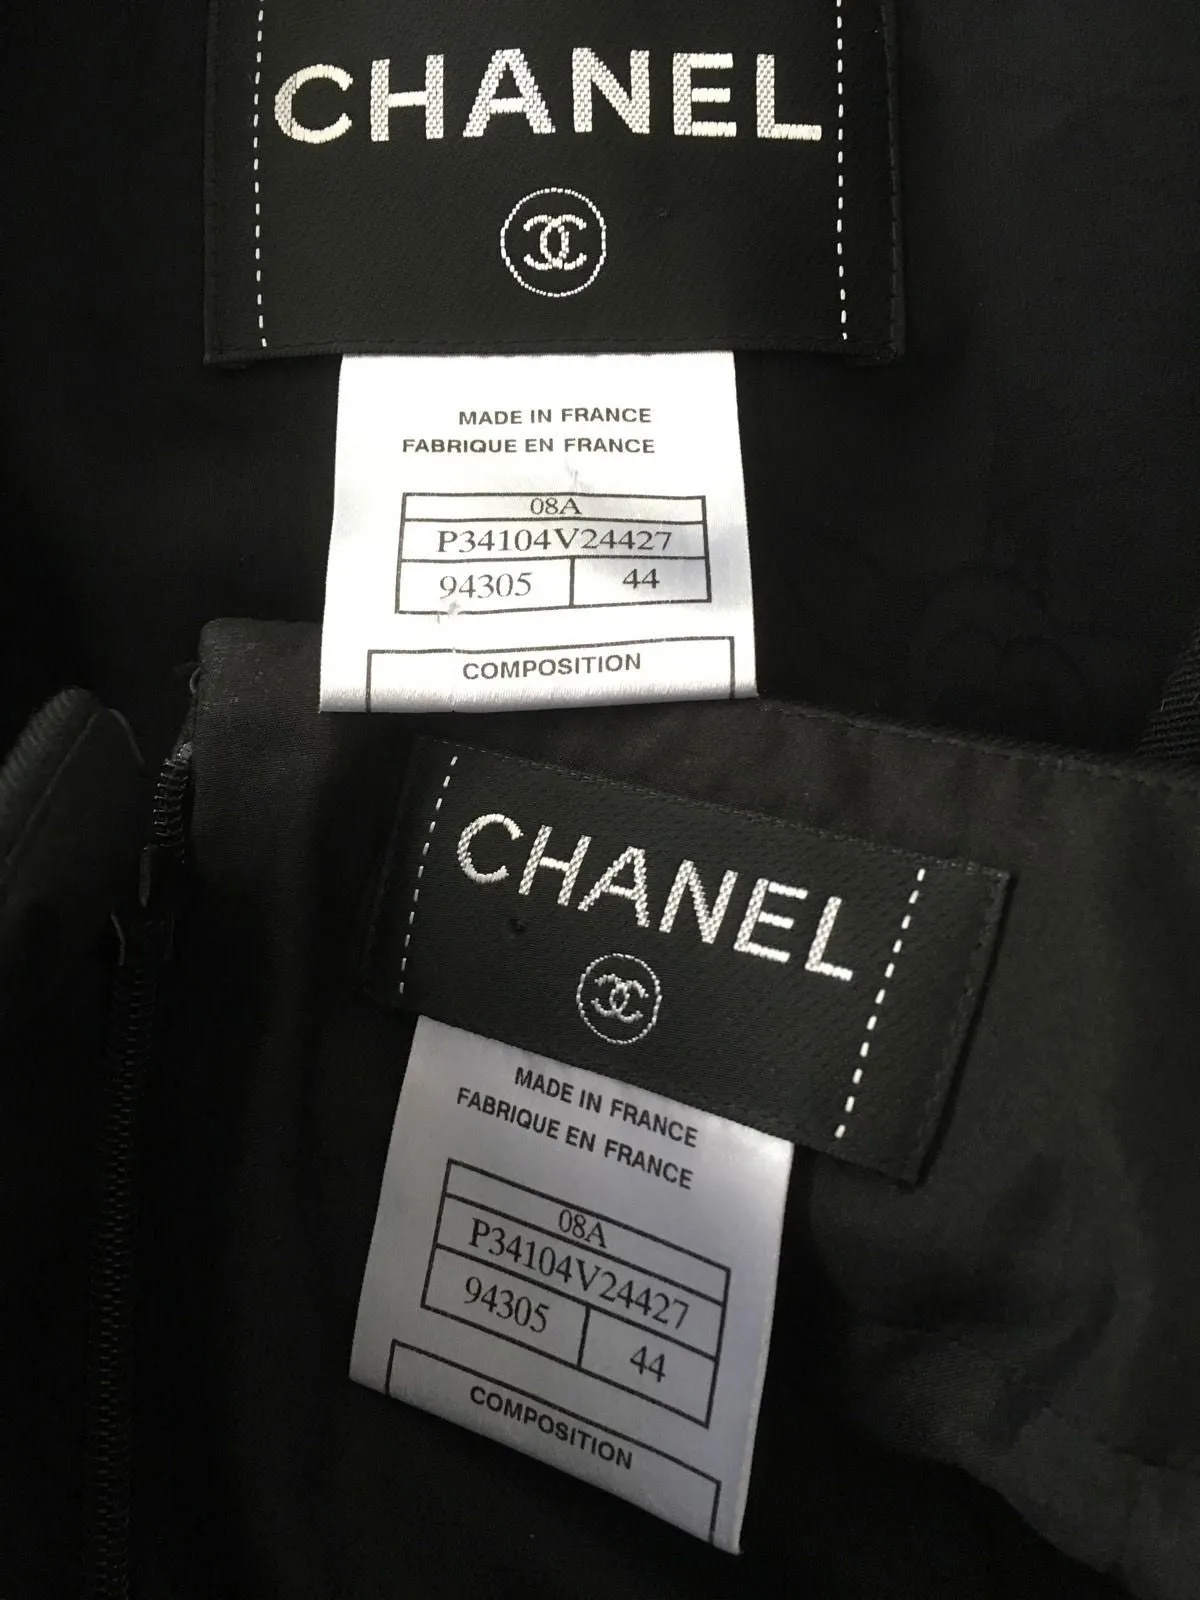 CHANEL
MADE IN FRANCE
FABRIQUE EN FRANCE
08A
P34104V24427
94305 44
COMPOSITION
CHANEL
MADE IN FRANCE
FABRIQUE EN FRANCE
08A
P34104V24427
94305 44
COMPOSITION